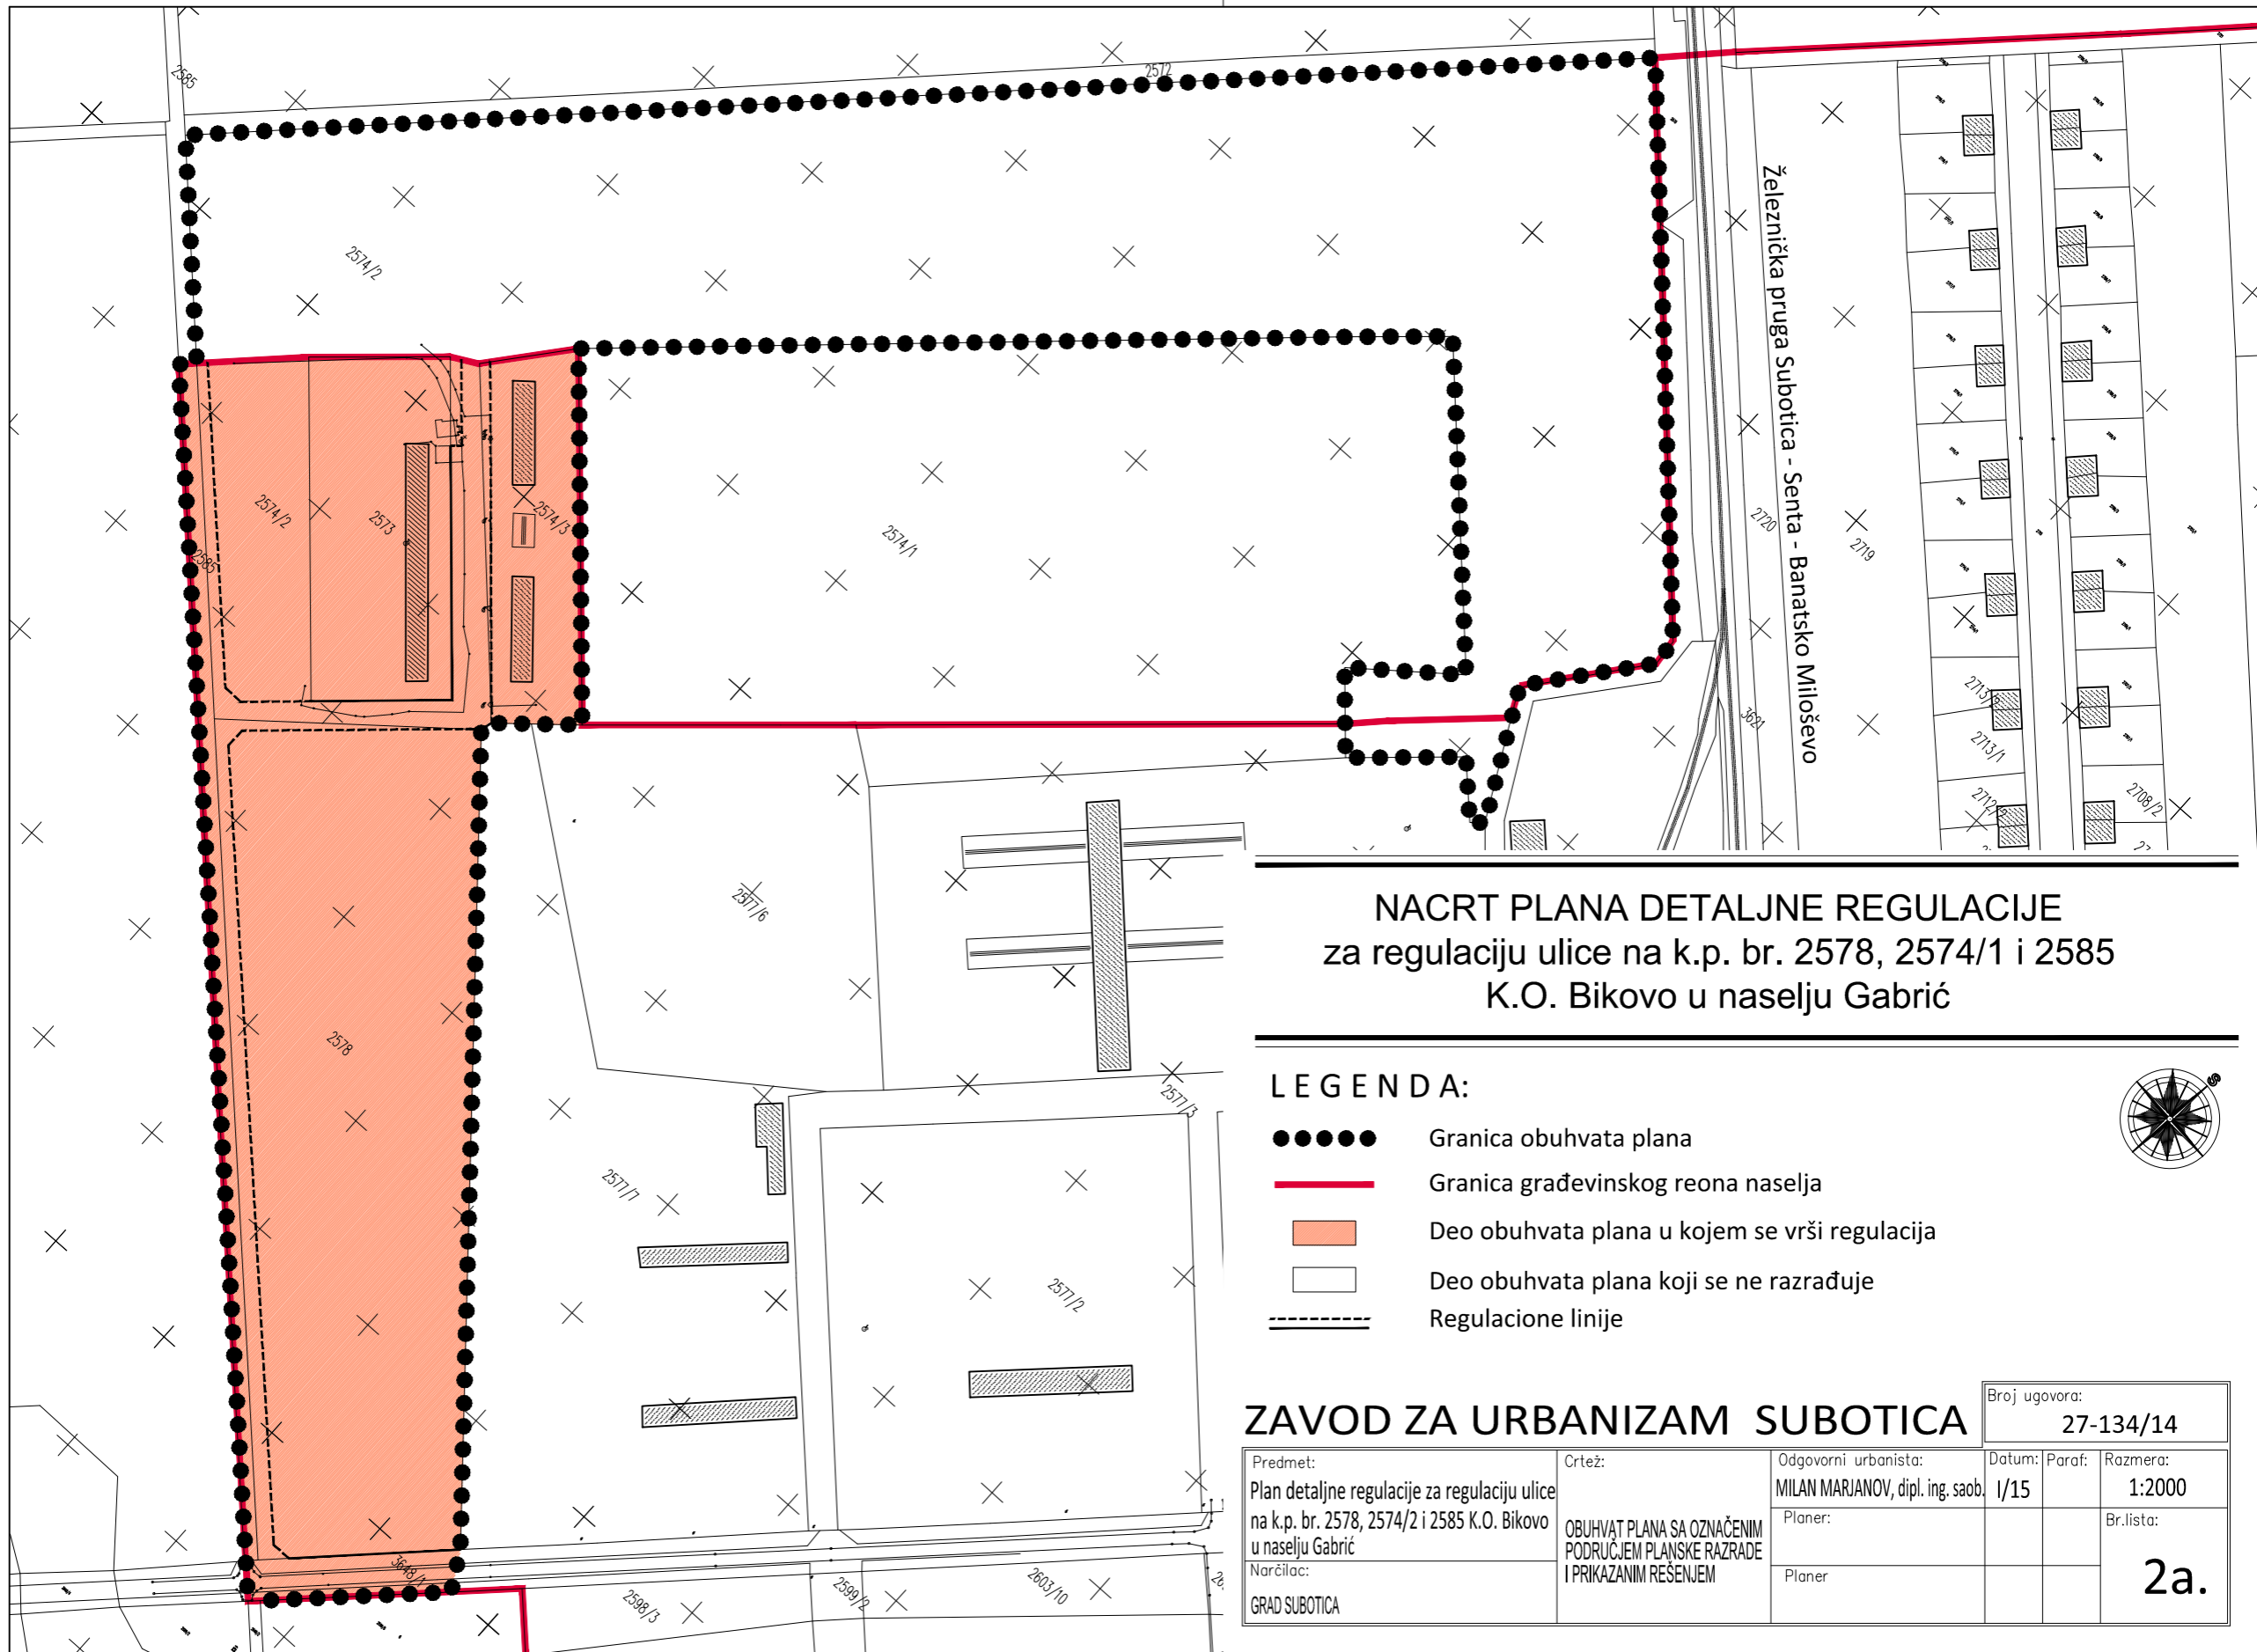 2585
2572
2574/2
Železnička pruga Subotica - Senta - Banatsko Miloševo
2574/2
2573
2574/3
2585
2574/1
2720
2719
3621
2713/2
2713/1
2712/2
2708/2
2577/6
2578
2577/3
2577/7
2577/2
3648/1
2598/3
2599/2
2603/10
NACRT PLANA DETALJNE REGULACIJE
za regulaciju ulice na k.p. br. 2578, 2574/1 i 2585
K.O. Bikovo u naselju Gabrić
LEGENDA:
S
Granica obuhvata plana
Granica građevinskog reona naselja
Deo obuhvata plana u kojem se vrši regulacija
Deo obuhvata plana koji se ne razrađuje
Regulacione linije
ZAVOD ZA URBANIZAM SUBOTICA
Broj ugovora:
27-134/14
Predmet:
Plan detaljne regulacije za regulaciju ulice
na k.p. br. 2578, 2574/2 i 2585 K.O. Bikovo
u naselju Gabrić
Narčilac:
GRAD SUBOTICA
Crtež:
OBUHVAT PLANA SA OZNAČENIM
PODRUČJEM PLANSKE RAZRADE
I PRIKAZANIM REŠENJEM
Odgovorni urbanista:
MILAN MARJANOV, dipl. ing. saob.
Planer:
Planer
Datum:
I/15
Paraf:
Razmera:
1:2000
Br.lista:
2a.